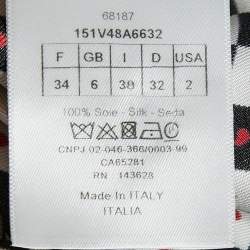 68187
151V48A6632
F GB I D USA
34 6 38 32 2
100% Soie - Silk - Seda
CNPJ 02-046-366/0003-99
CA65281
RN 143628
Made In ITALY
ITALIA